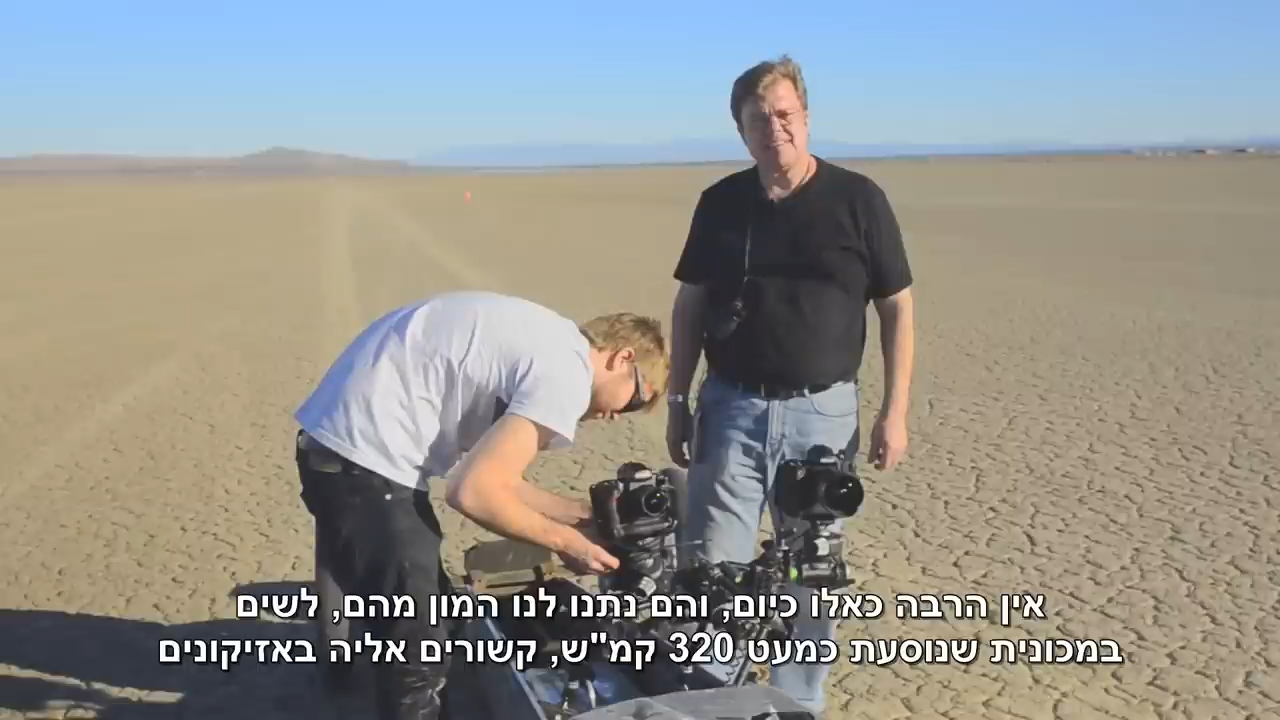 אין הרבה כאלו כיום, והם נתנו לנו המון מהם, לשים
במכונית שנוסעת כמעט 320 קמ"ש, קשורים אליה באזיקונים